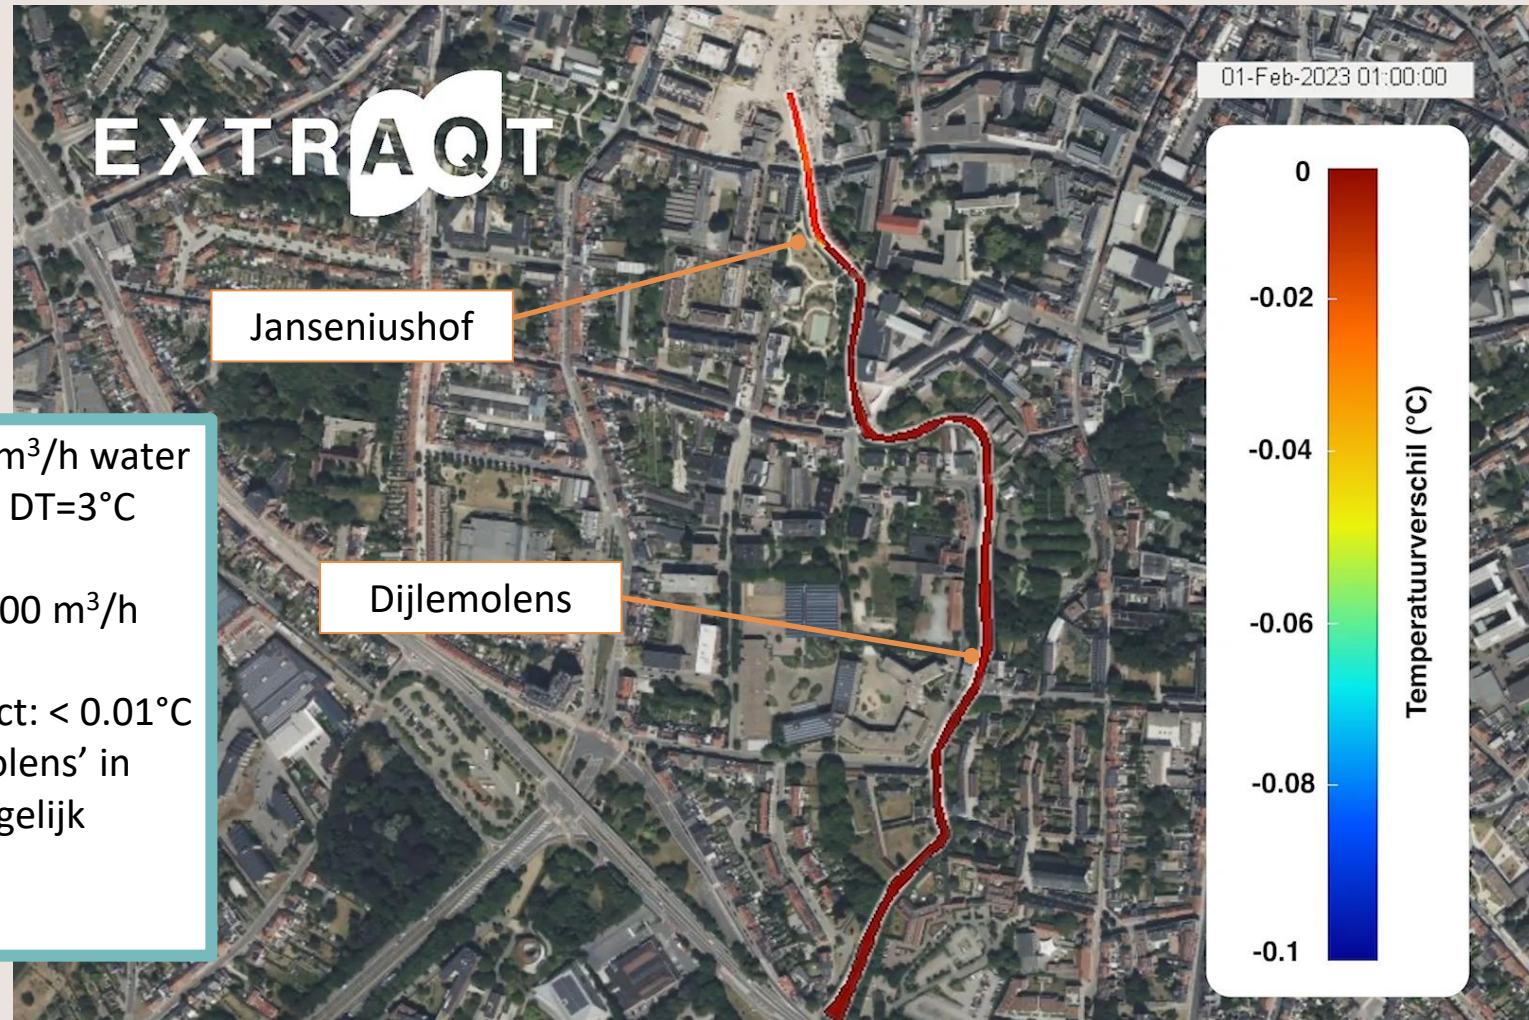 EXTRAQT
01-Feb-2023 01:00:00
Janseniushof
Dijlemolens
m³/h water
DT=3°C
00 m³/h
ct: < 0.01°C
olens’ in
gelijk
0
-0.02
-0.04
-0.06
-0.08
-0.1
Temperatuurverschil (°C)